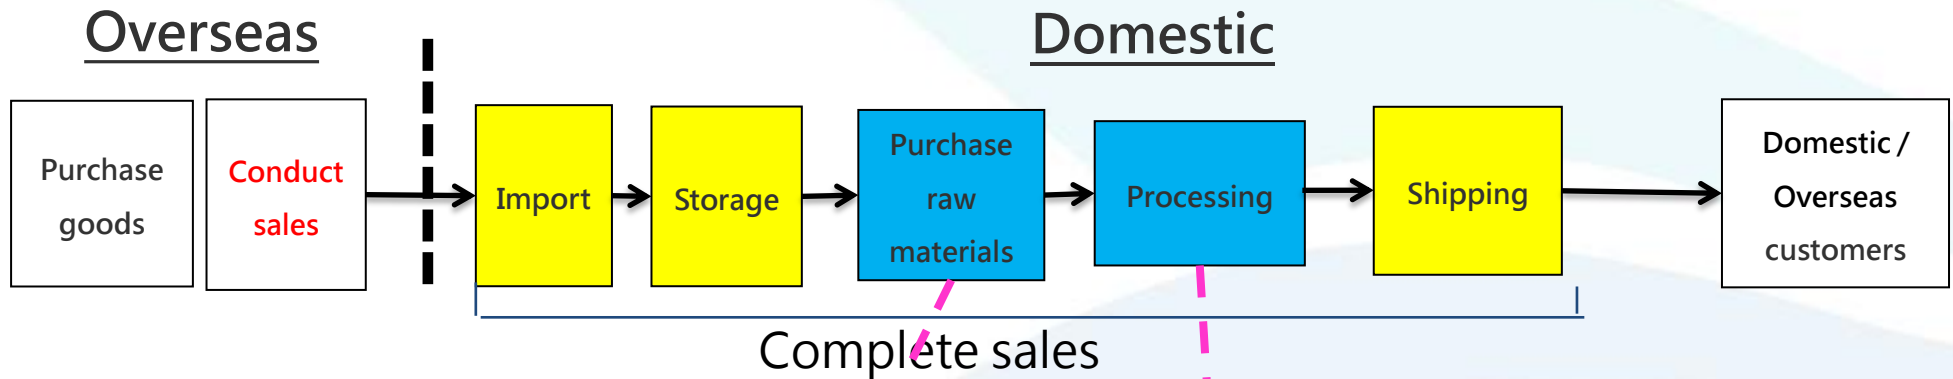 Overseas
Domestic
Purchase
goods
Conduct
sales
Import
Storage
Purchase
raw
materials
Processing
Shipping
Domestic /
Overseas
customers
Complete sales